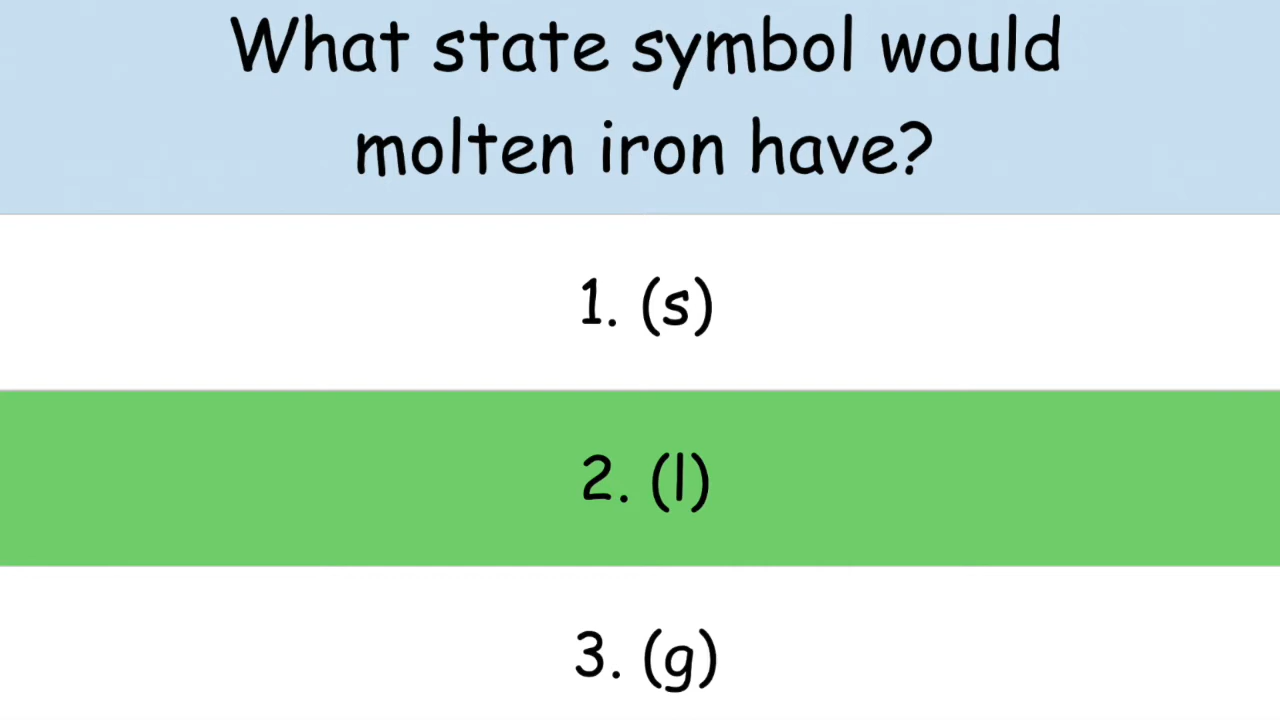 What state symbol would
molten iron have?
1. (s)
2. (l)
3. (g)